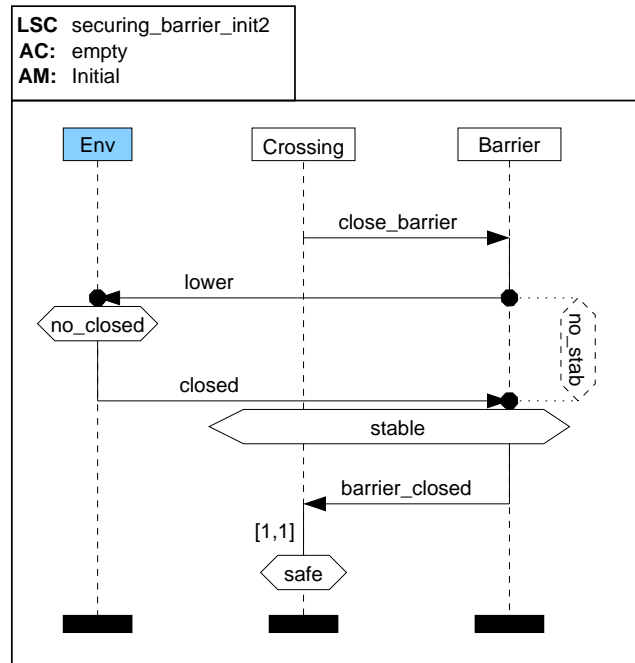 LSC securing_barrier_init2
AC: empty
AM: Initial
Env Crossing Barrier
close_barrier
lower
no_closed
no_stab
closed
stable
barrier_closed
[1,1]
safe